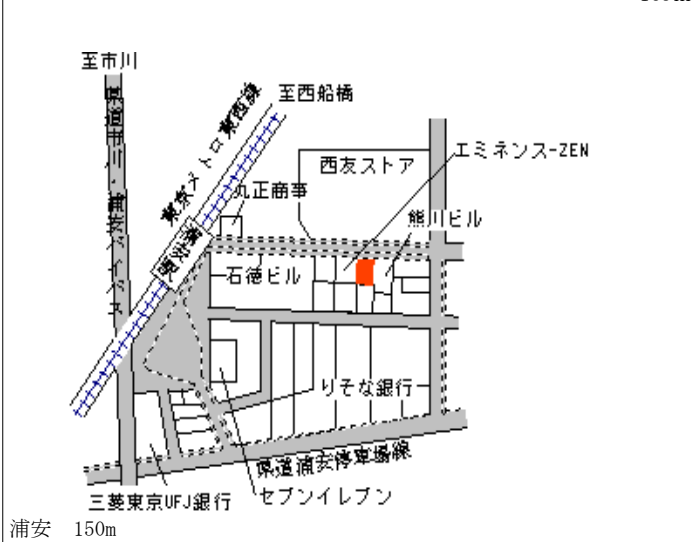 至市川
至西船橋
東京メトロ東西線
エミネンス-ZEN
西友ストア
丸正商事
熊川ビル
浦安駅
石徳ビル
りそな銀行
県道浦安停車場線
三菱東京UFJ銀行
セブンイレブン
浦安 150m